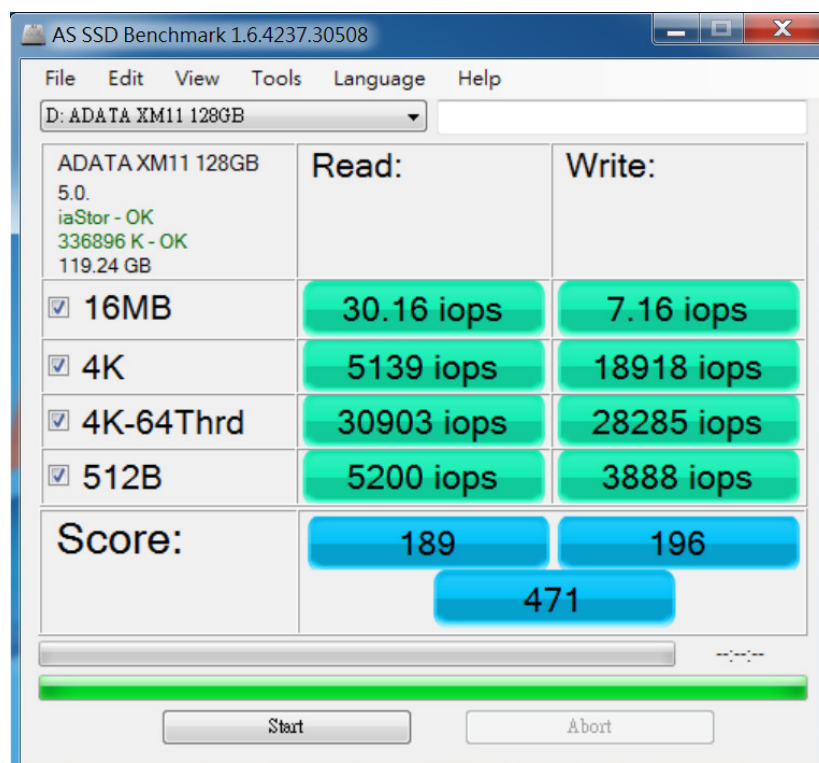 AS SSD Benchmark 1.6.4237.30508
File Edit View Tools Language Help
D: ADATA XM11 128GB
ADATA XM11 128GB
5.0.
iaStor - OK
336896 K - OK
119.24 GB
Read:
Write:
16MB
30.16 iops
7.16 iops
4K
5139 iops
18918 iops
4K-64Thrd
30903 iops
28285 iops
512B
5200 iops
3888 iops
Score:
189
196
471
--:--:--
Start
Abort